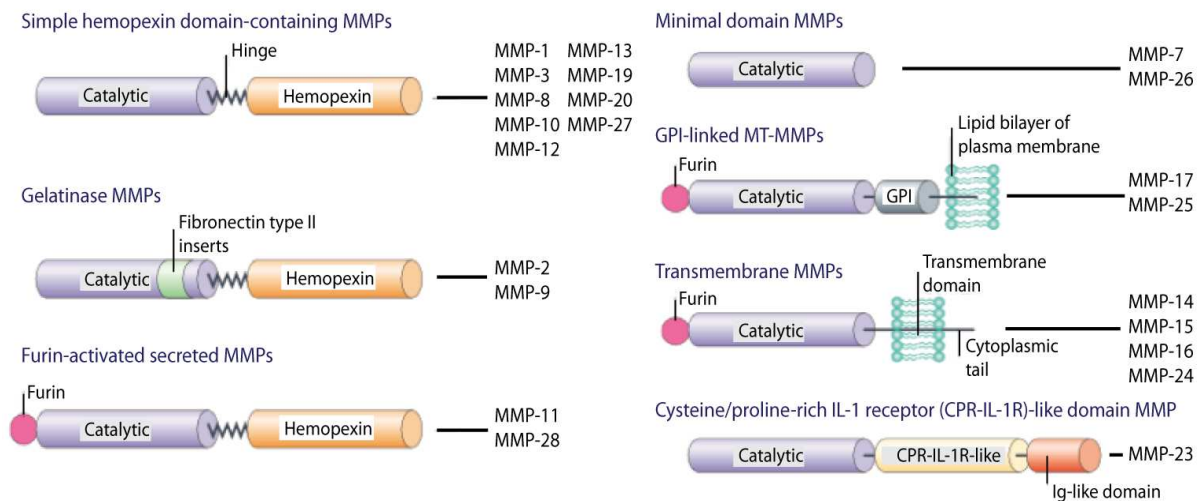 Simple hemopexin domain-containing MMPs
Hinge
Catalytic
Hemopexin
MMP-1 MMP-13
MMP-3 MMP-19
MMP-8 MMP-20
MMP-10 MMP-27
MMP-12
Gelatinase MMPs
Fibronectin type II
inserts
Catalytic
Hemopexin
MMP-2
MMP-9
Furin-activated secreted MMPs
Furin
Catalytic
Hemopexin
MMP-11
MMP-28
Minimal domain MMPs
Catalytic
MMP-7
MMP-26
GPI-linked MT-MMPs
Lipid bilayer of
plasma membrane
Furin
Catalytic
GPI
MMP-17
MMP-25
Transmembrane MMPs
Transmembrane
domain
Furin
Catalytic
Cytoplasmic
tail
MMP-14
MMP-15
MMP-16
MMP-24
Cysteine/proline-rich IL-1 receptor (CPR-IL-1R)-like domain MMP
Catalytic
CPR-IL-1R-like
MMP-23
Ig-like domain